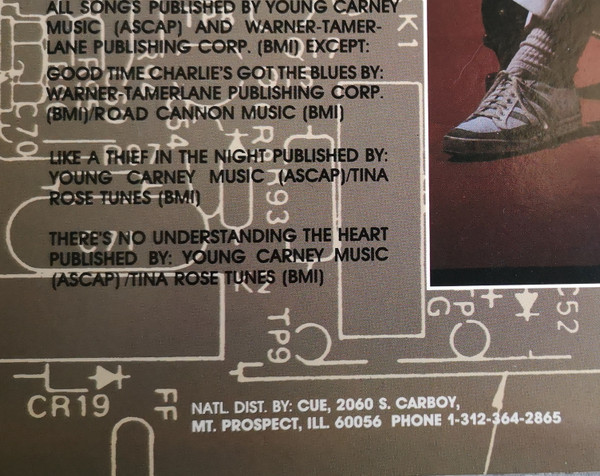 ALL SONGS PUBLISHED BY YOUNG CARNEY
MUSIC (ASCAP) AND WARNER-TAMER-
LANE PUBLISHING CORP. (BMI) EXCEPT:
GOOD TIME CHARLIE'S GOT THE BLUES BY:
WARNER-TAMERLANE PUBLISHING CORP.
(BMI)/ROAD CANNON MUSIC (BMI)
LIKE A THIEF IN THE NIGHT PUBLISHED BY:
YOUNG CARNEY MUSIC (ASCAP)/TINA
ROSE TUNES (BMI)
THERE'S NO UNDERSTANDING THE HEART
PUBLISHED BY: YOUNG CARNEY MUSIC
(ASCAP) /TINA ROSE TUNES (BMI)
K1
C70
TP9
C52
CR19
FF
NATL. DIST. BY: CUE, 2060 S. CARBOY,
MT. PROSPECT, ILL. 60056 PHONE 1-312-364-2865